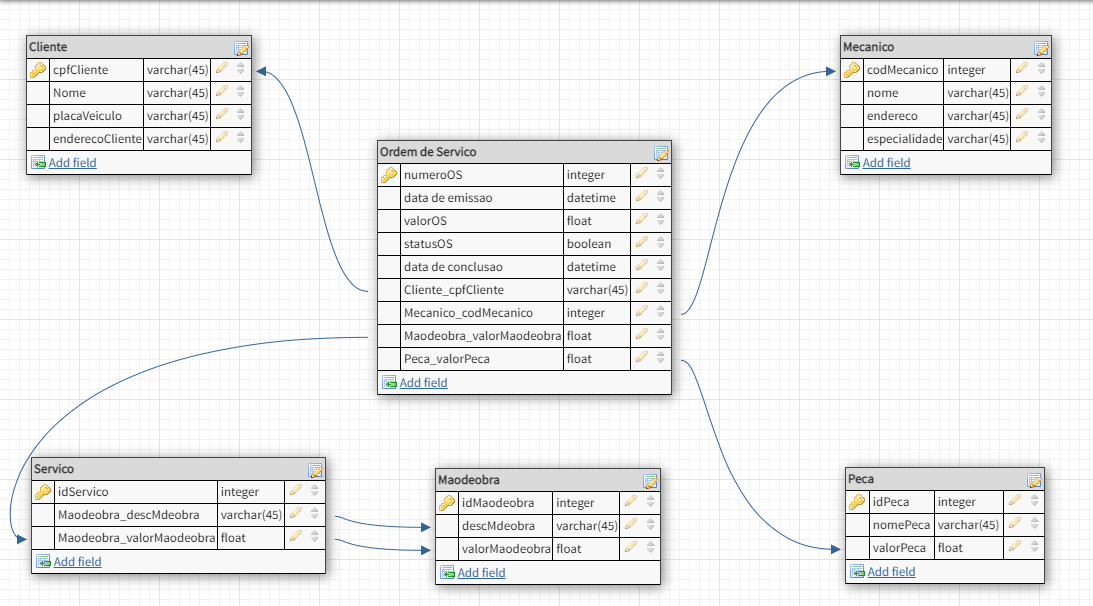 Cliente
cpfCliente varchar(45)
Nome varchar(45)
placaVeiculo varchar(45)
enderecoCliente varchar(45)
Add field
Mecanico
codMecanico integer
nome varchar(45)
endereco varchar(45)
especialidade varchar(45)
Add field
Ordem de Servico
numeroOS integer
data de emissao datetime
valorOS float
statusOS boolean
data de conclusao datetime
Cliente_cpfCliente varchar(45)
Mecanico_codMecanico integer
Maodeobra_valorMaodeobra float
Peca_valorPeca float
Add field
Servico
idServico integer
Maodeobra_descMdeobra varchar(45)
Maodeobra_valorMaodeobra float
Add field
Maodeobra
idMaodeobra integer
descMdeobra varchar(45)
valorMaodeobra float
Add field
Peca
idPeca integer
nomePeca varchar(45)
valorPeca float
Add field